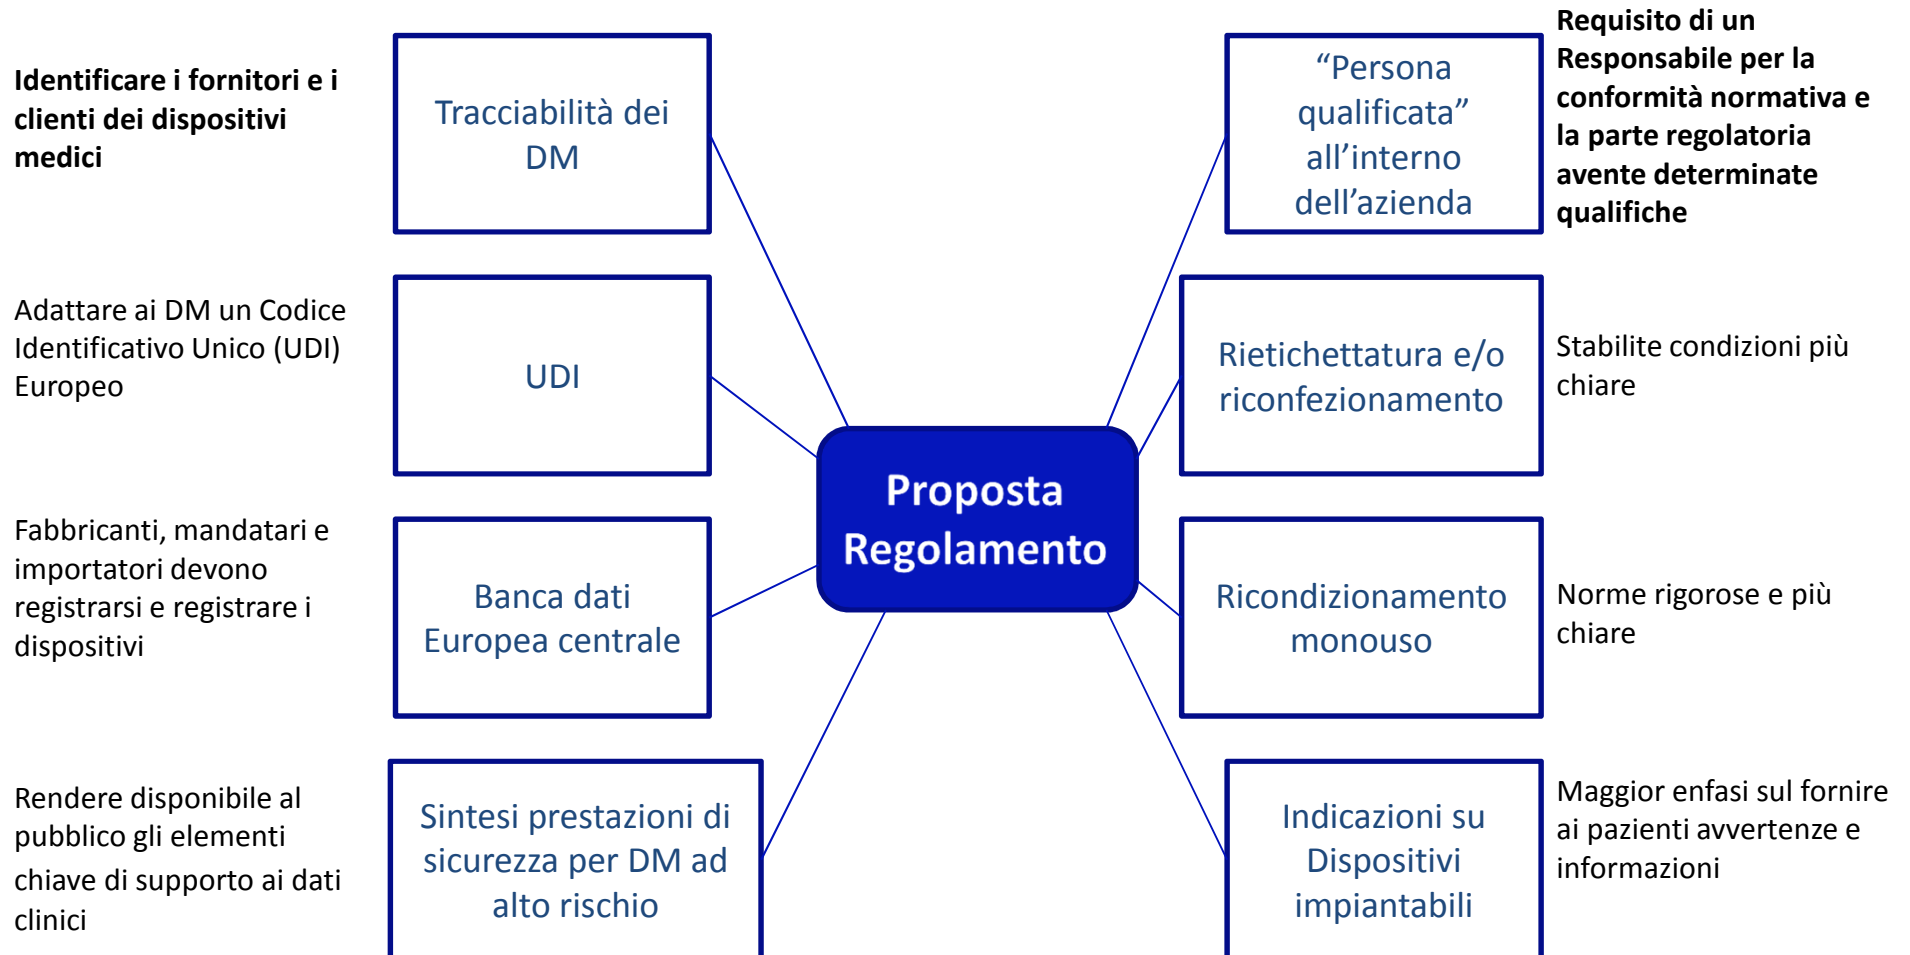 Identificare i fornitori e i
clienti dei dispositivi
medici
Tracciabilità dei
DM
“Persona
qualificata”
all’interno
dell’azienda
Requisito di un
Responsabile per la
conformità normativa e
la parte regolatoria
avente determinate
qualifiche
Adattare ai DM un Codice
Identificativo Unico (UDI)
Europeo
UDI
Rietichettatura e/o
riconfezionamento
Stabilite condizioni più
chiare
Proposta
Regolamento
Fabbricanti, mandatari e
importatori devono
registrarsi e registrare i
dispositivi
Banca dati
Europea centrale
Ricondizionamento
monouso
Norme rigorose e più
chiare
Rendere disponibile al
pubblico gli elementi
chiave di supporto ai dati
clinici
Sintesi prestazioni di
sicurezza per DM ad
alto rischio
Indicazioni su
Dispositivi
impiantabili
Maggior enfasi sul fornire
ai pazienti avvertenze e
informazioni